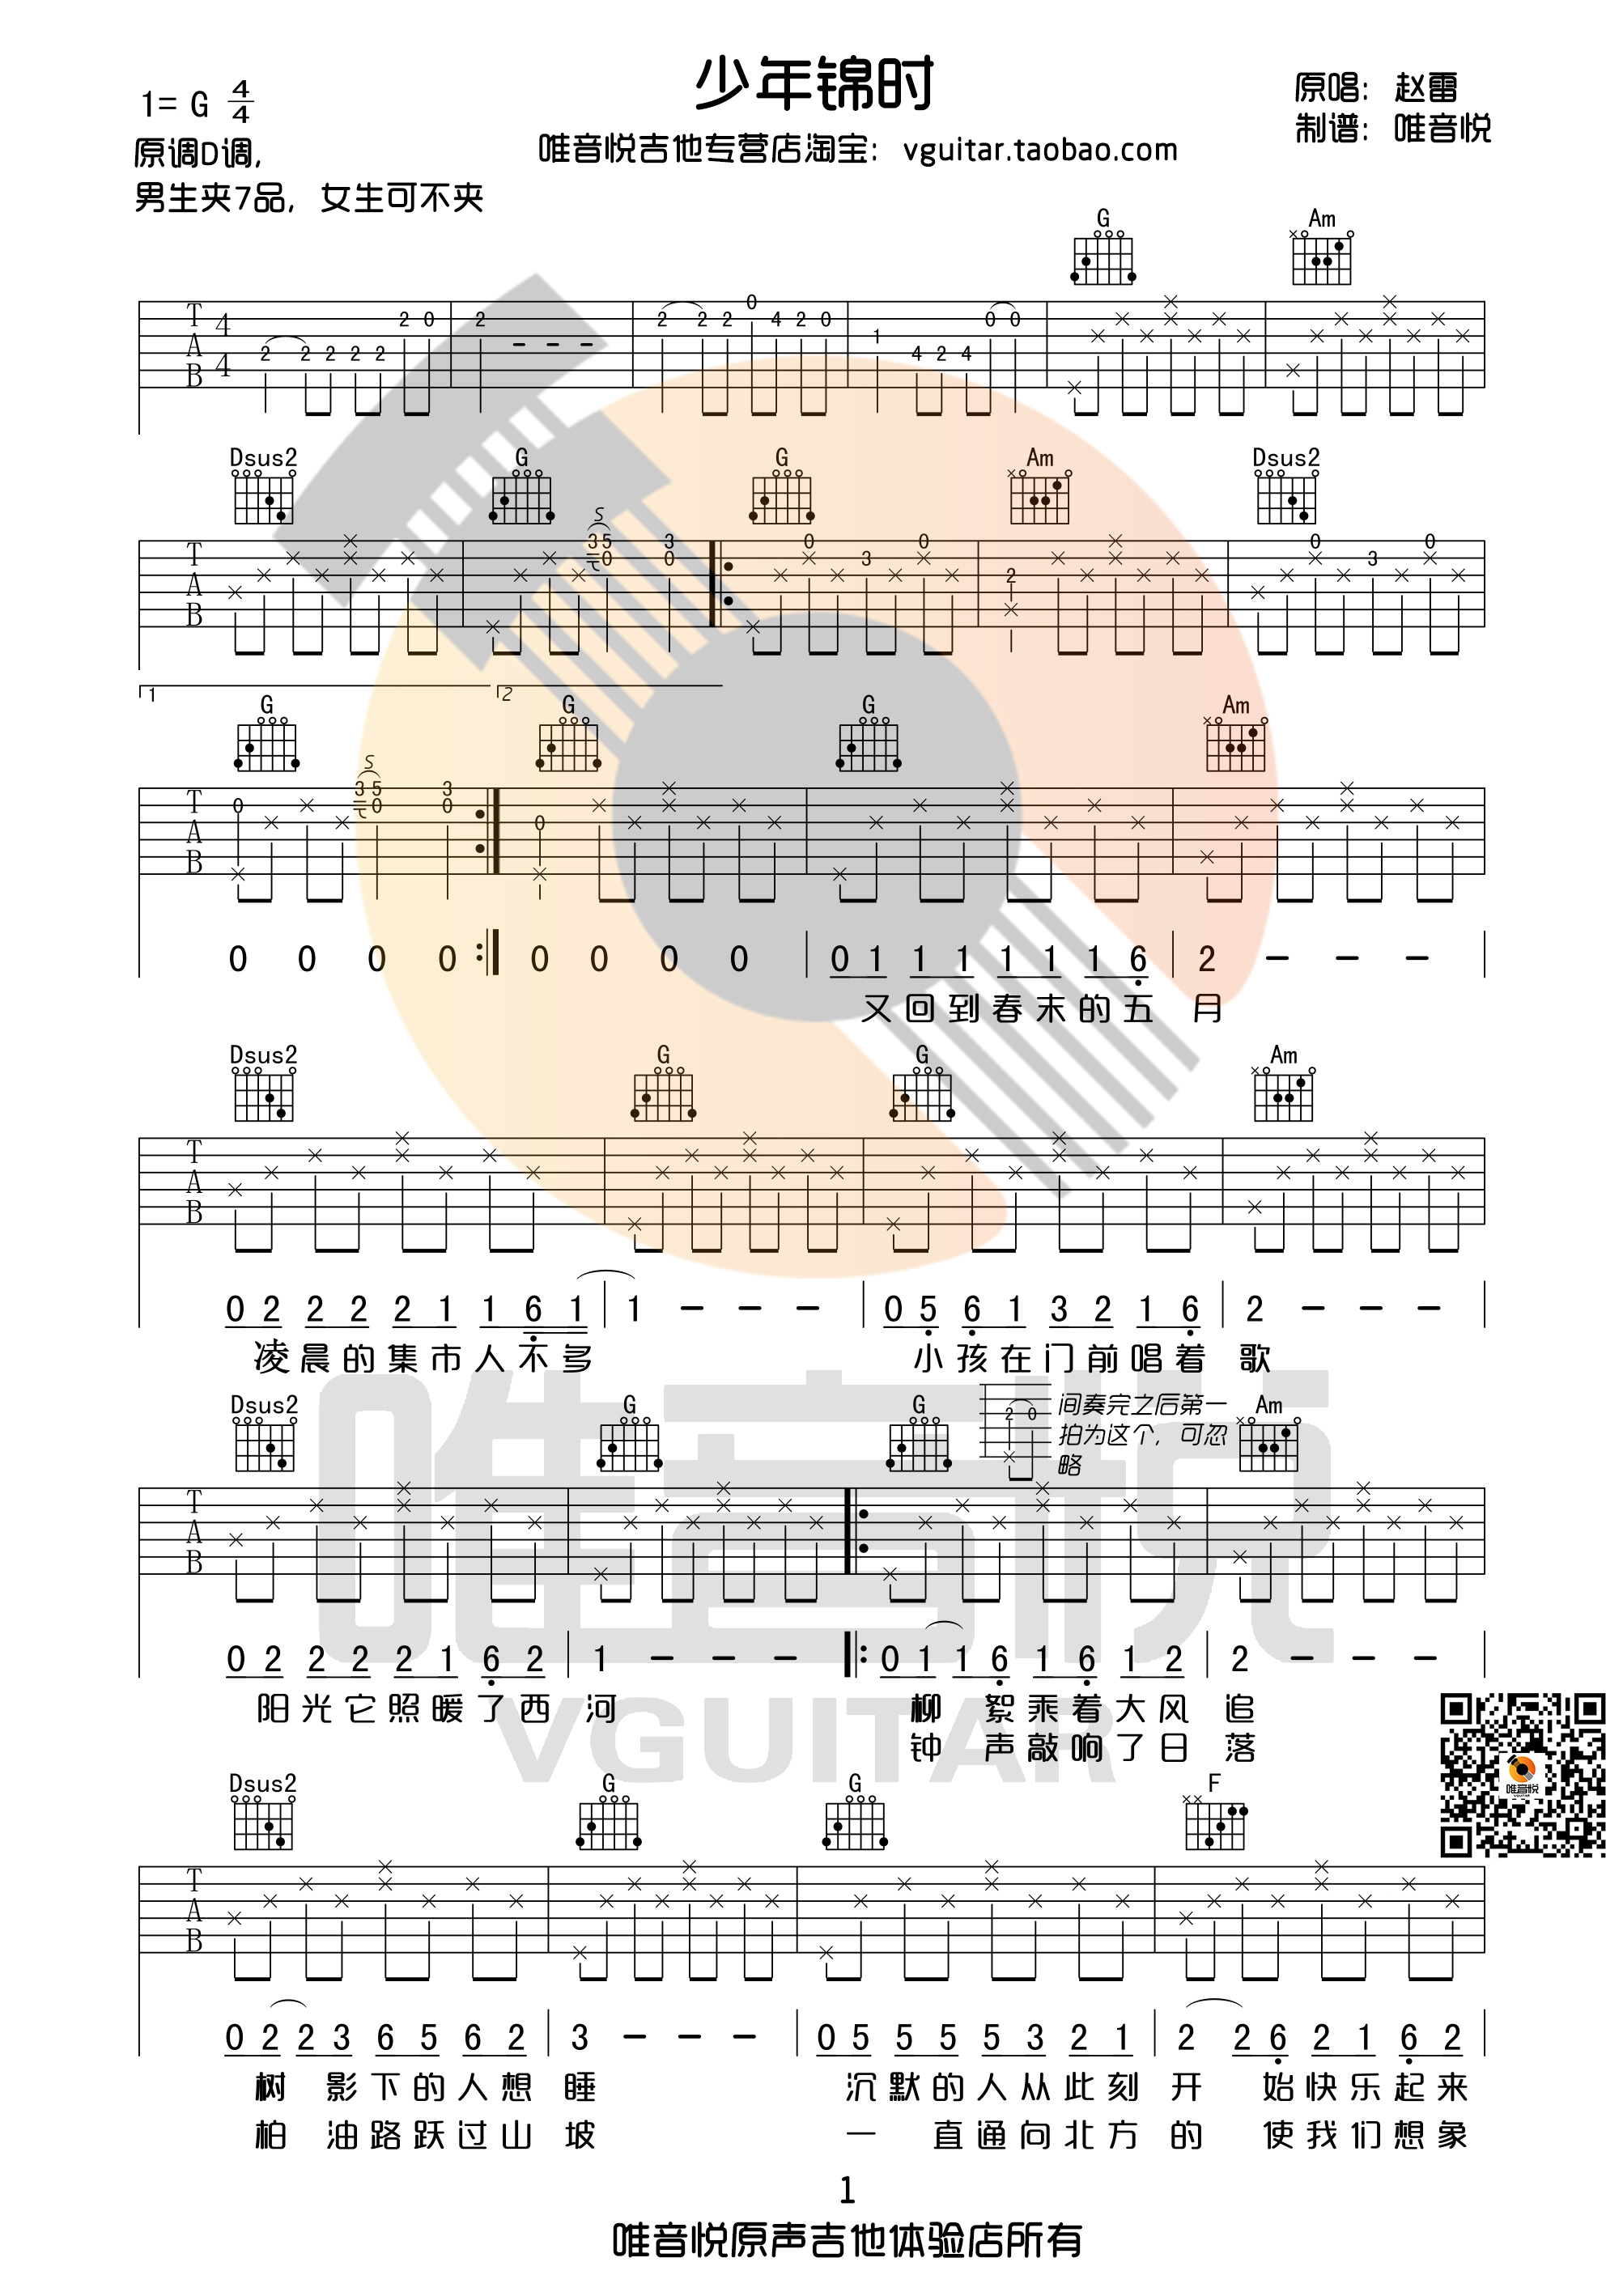 少年锦时
1= G 4/4
原唱：赵雷
制谱：唯音悦
唯音悦吉他专营店淘宝：vguitar.taobao.com
原调D调，
男生夹7品，女生可不夹
G Am
T A B 4 4 2 2 2 2 2 2 0 2 - - - 2 2 2 0 4 2 0 1 4 2 4 0 0
Dsus2 G G Am Dsus2
S
T A B 3 5 0 3 0 0 3 0 2 0 3 0
1 2
G G G Am
S
T A B 0 3 5 0 3 0 0
0 0 0 0 0 0 0 0 0 1 1 1 1 1 1 6 2 - - -
又回到春末的五 月
Dsus2 G G Am
T A B
0 2 2 2 2 1 1 6 1 1 - - - 0 5 6 1 3 2 1 6 2 - - -
凌晨的集市人不多 小孩在门前唱着 歌
Dsus2 G G 2 0 Am
间奏完之后第一
拍为这个，可忽
略
T A B
0 2 2 2 2 1 6 2 1 - - - 0 1 1 6 1 6 1 2 2 - - -
阳光它照暖了西 河 柳 絮乘着大风 追
钟 声敲响了日 落
唯音悦
VGUITAR
Dsus2 G G F
唯音悦
T A B
0 2 2 3 6 5 6 2 3 - - - 0 5 5 5 5 3 2 1 2 2 6 2 1 6 2
树 影下的人想 睡 沉默的人从此刻 开 始快乐起来
柏 油路跃过山 坡 一 直通向北方 的 使我们想象
1
唯音悦原声吉他体验店所有